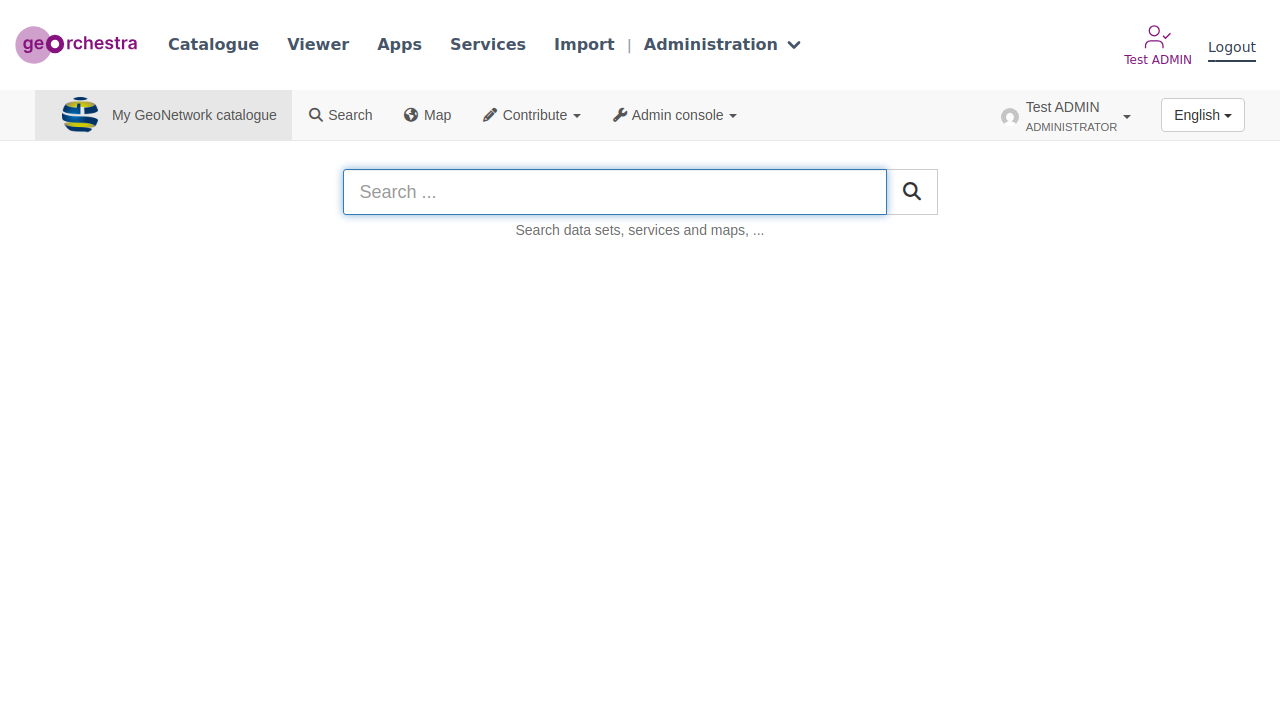 georchestra Catalogue Viewer Apps Services Import | Administration Test ADMIN Logout
My GeoNetwork catalogue Search Map Contribute Admin console Test ADMIN ADMINISTRATOR English
Search ...
Search data sets, services and maps, ...